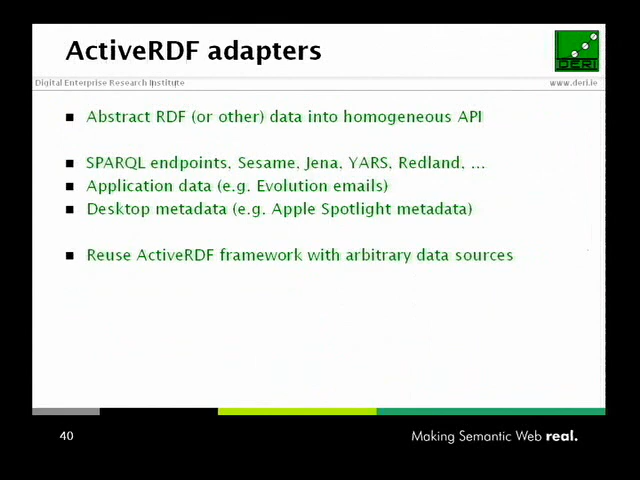 ActiveRDF adapters
DERI
Digital Enterprise Research Institute
www.deri.ie
Abstract RDF (or other) data into homogeneous API
SPARQL endpoints, Sesame, Jena, YARS, Redland, ...
Application data (e.g. Evolution emails)
Desktop metadata (e.g. Apple Spotlight metadata)
Reuse ActiveRDF framework with arbitrary data sources
40
Making Semantic Web real.